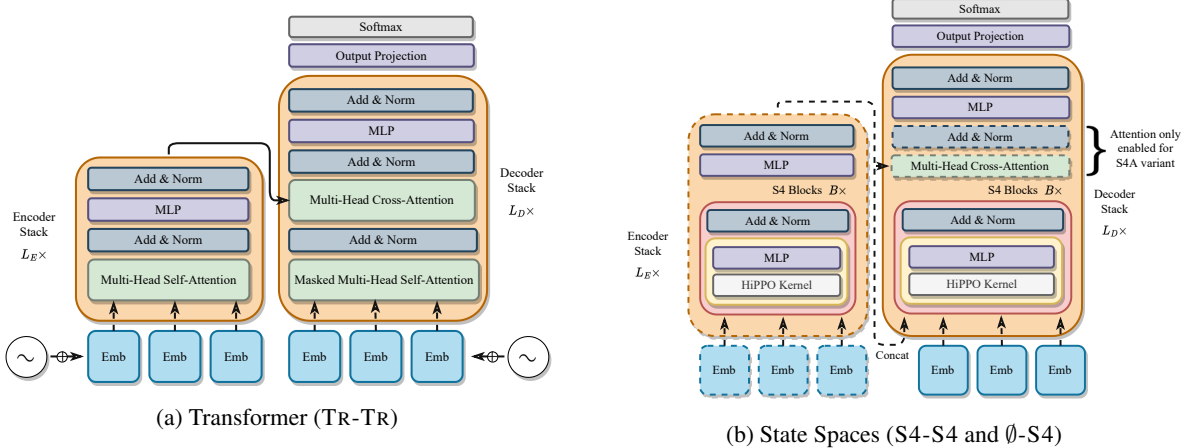 Softmax
Output Projection
Add & Norm
MLP
Add & Norm
Multi-Head Cross-Attention
Add & Norm
Masked Multi-Head Self-Attention
Decoder
Stack
L_D×
Add & Norm
MLP
Add & Norm
Multi-Head Self-Attention
Encoder
Stack
L_E×
Emb
Emb
Emb
Emb
Emb
Emb
(a) Transformer (TR-TR)
Softmax
Output Projection
Add & Norm
MLP
Add & Norm
Multi-Head Cross-Attention
Attention only
enabled for
S4A variant
S4 Blocks B×
Add & Norm
MLP
HiPPO Kernel
Decoder
Stack
L_D×
Add & Norm
MLP
S4 Blocks B×
Add & Norm
MLP
HiPPO Kernel
Encoder
Stack
L_E×
Concat
Emb
Emb
Emb
Emb
Emb
Emb
(b) State Spaces (S4-S4 and ∅-S4)